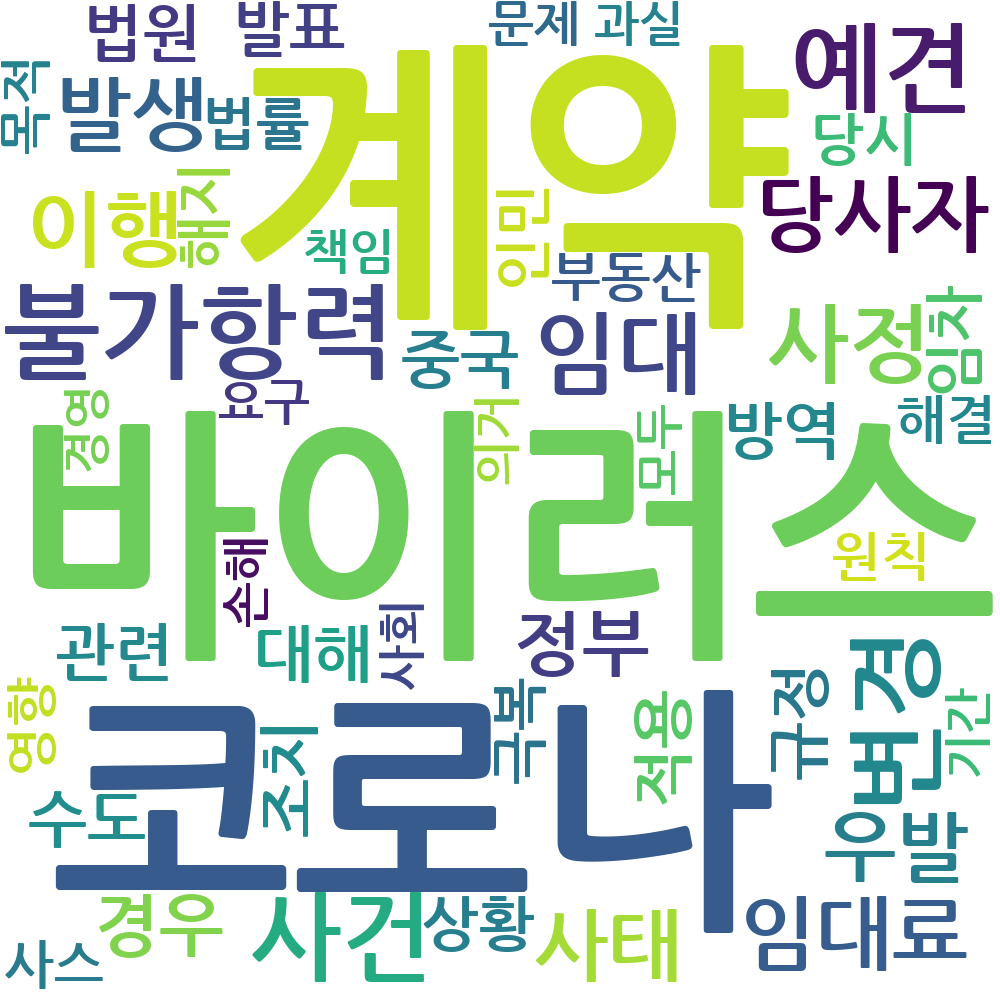 법원
발표
문제
과실
계약
예견
목적
발생
법률
당시
이행
해지
책임
인민
당사자
부동산
불가항력
중국
임대
사정
임차
경영
요구
의거
모두
방역
해결
바이러스
원칙
손해
관련
대해
사회
정부
영향
수도
조치
극복
적용
규정
변경
기간
코로나
우발
경우
사건
상황
사태
임대료
사스